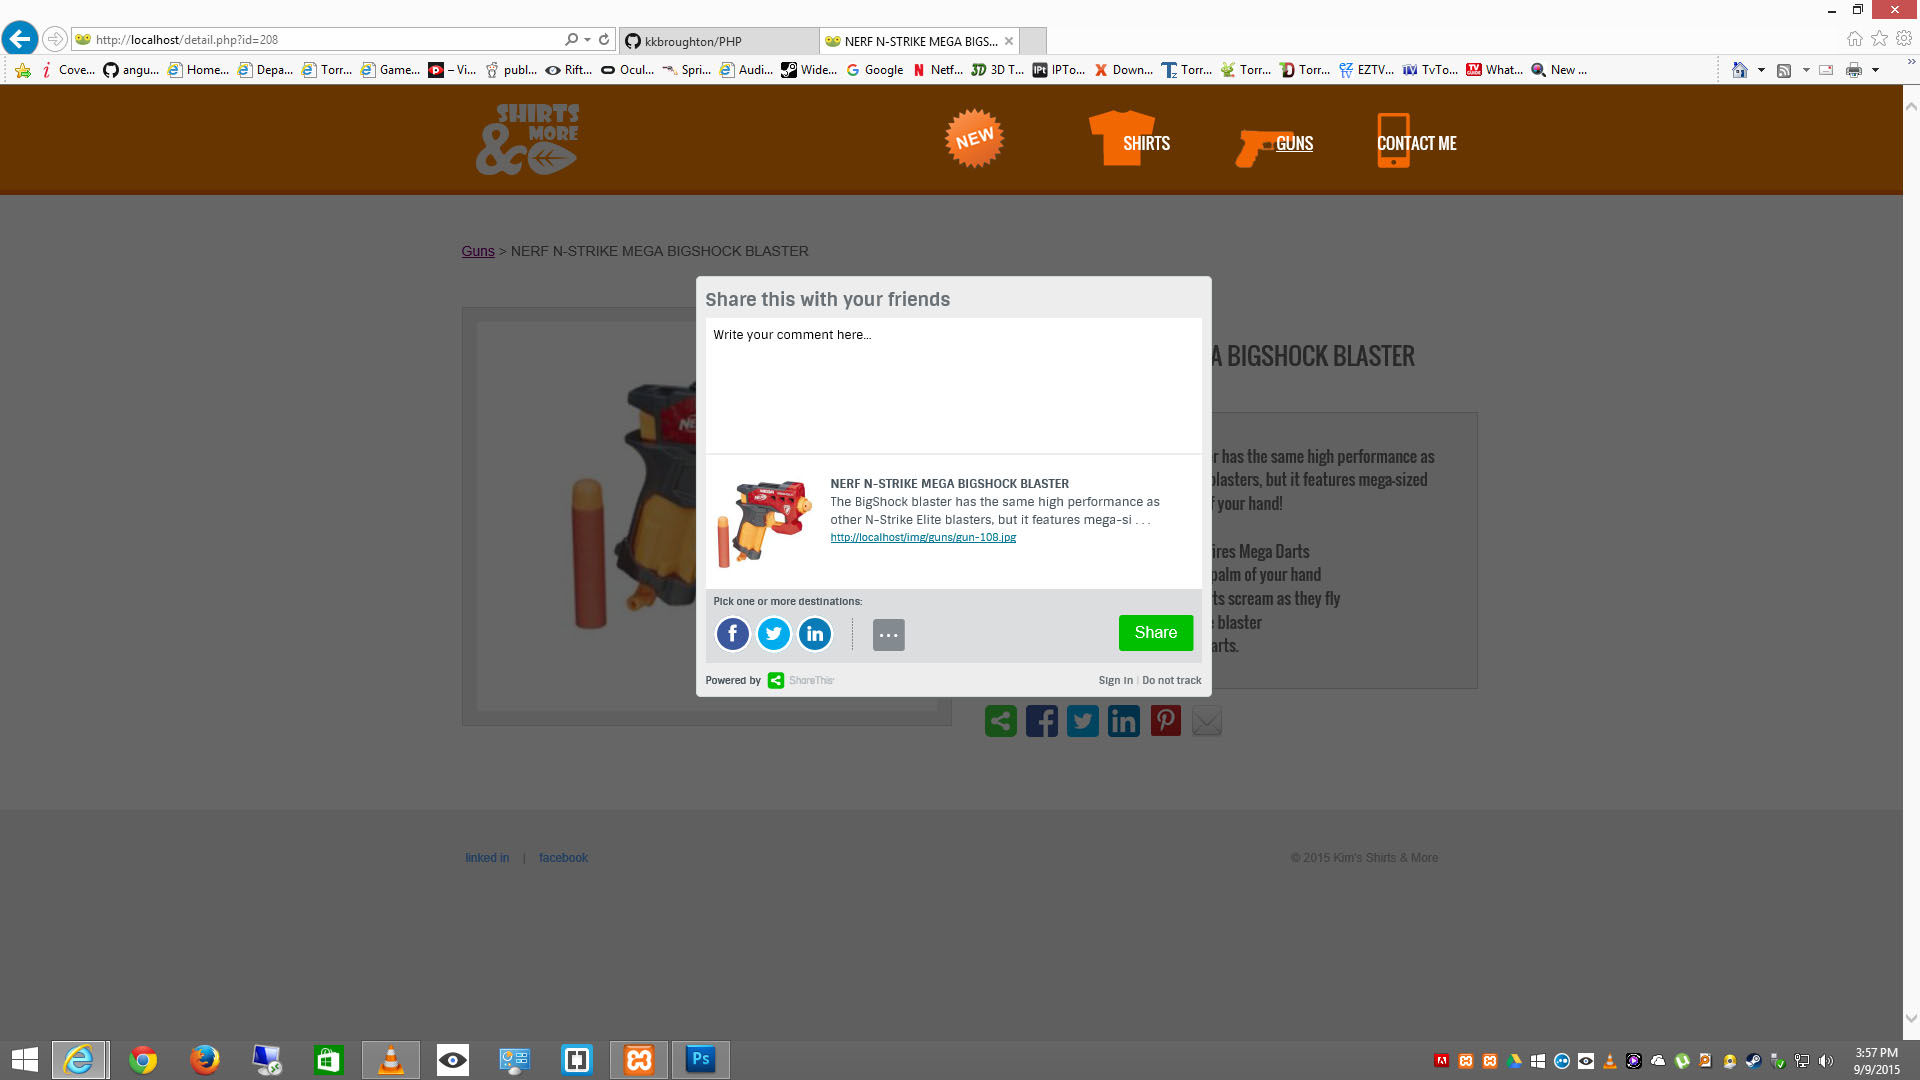 http://localhost/detail.php?id=208
kkbroughton/PHP
NERF N-STRIKE MEGA BIGS...
Cove...
angu...
Home...
Depa...
Torr...
Game...
– Vi...
publ...
Rift...
Ocul...
Spri...
Audi...
Wide...
Google
Netf...
3D T...
IPTo...
Down...
Torr...
Torr...
Torr...
EZTV...
TvTo...
What...
New ...
SHIRTS
& MORE
NEW
SHIRTS
GUNS
CONTACT ME
Guns > NERF N-STRIKE MEGA BIGSHOCK BLASTER
A BIGSHOCK BLASTER
r has the same high performance as
blasters, but it features mega-sized
f your hand!
ires Mega Darts
palm of your hand
ts scream as they fly
e blaster
arts.
Share this with your friends
Write your comment here...
NERF N-STRIKE MEGA BIGSHOCK BLASTER
The BigShock blaster has the same high performance as
other N-Strike Elite blasters, but it features mega-si . . .
http://localhost/img/guns/gun-108.jpg
Pick one or more destinations:
Share
Powered by ShareThis
Sign in | Do not track
linked in | facebook
© 2015 Kim's Shirts & More
3:57 PM
9/9/2015